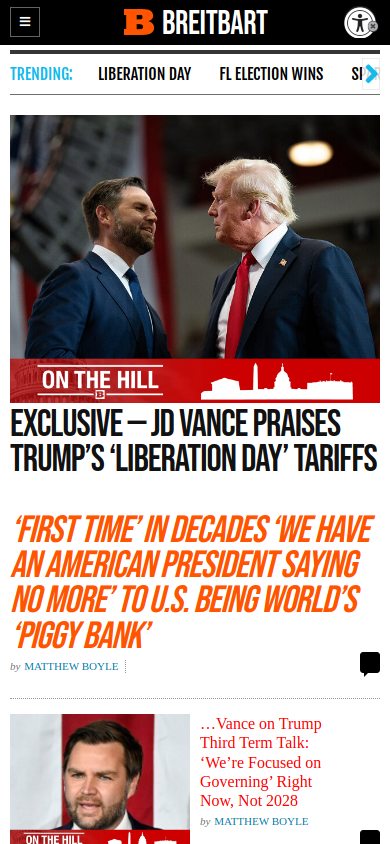 B BREITBART
TRENDING: LIBERATION DAY FL ELECTION WINS
ON THE HILL
B
EXCLUSIVE — JD VANCE PRAISES
TRUMP’S ‘LIBERATION DAY’ TARIFFS
‘FIRST TIME’ IN DECADES ‘WE HAVE
AN AMERICAN PRESIDENT SAYING
NO MORE’ TO U.S. BEING WORLD’S
‘PIGGY BANK’
by MATTHEW BOYLE
…Vance on Trump
Third Term Talk:
‘We’re Focused on
Governing’ Right
Now, Not 2028
by MATTHEW BOYLE
ON THE HILL